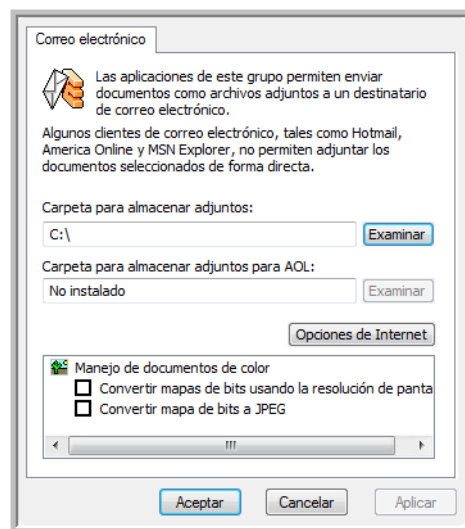 Correo electrónico
Las aplicaciones de este grupo permiten enviar
documentos como archivos adjuntos a un destinatario
de correo electrónico.
Algunos clientes de correo electrónico, tales como Hotmail,
America Online y MSN Explorer, no permiten adjuntar los
documentos seleccionados de forma directa.
Carpeta para almacenar adjuntos:
C:\
Examinar
Carpeta para almacenar adjuntos para AOL:
No instalado
Examinar
Opciones de Internet
Manejo de documentos de color
Convertir mapas de bits usando la resolución de panta
Convertir mapa de bits a JPEG
Aceptar
Cancelar
Aplicar